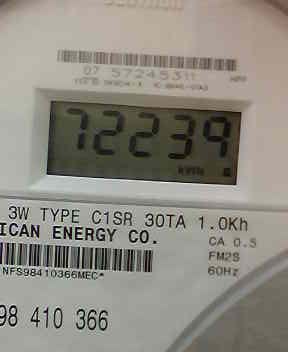 07 57245311
72239
KWH
3W TYPE C1SR 30TA 1.0Kh
ICAN ENERGY CO.
CA 0.5
FM2S
60Hz
NFS98410366MEC*
98 410 366